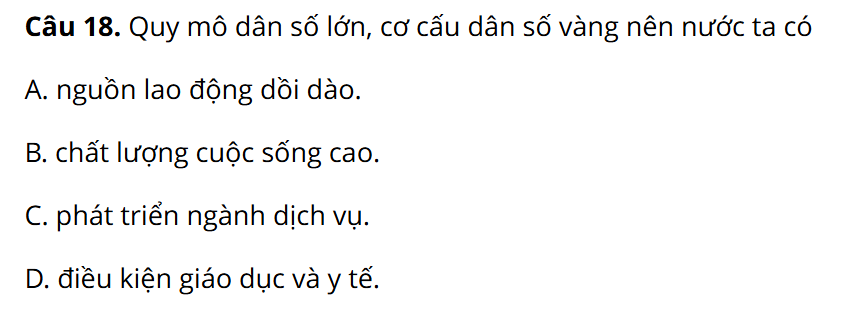 Câu 18. Quy mô dân số lớn, cơ cấu dân số vàng nên nước ta có
A. nguồn lao động dồi dào.
B. chất lượng cuộc sống cao.
C. phát triển ngành dịch vụ.
D. điều kiện giáo dục và y tế.